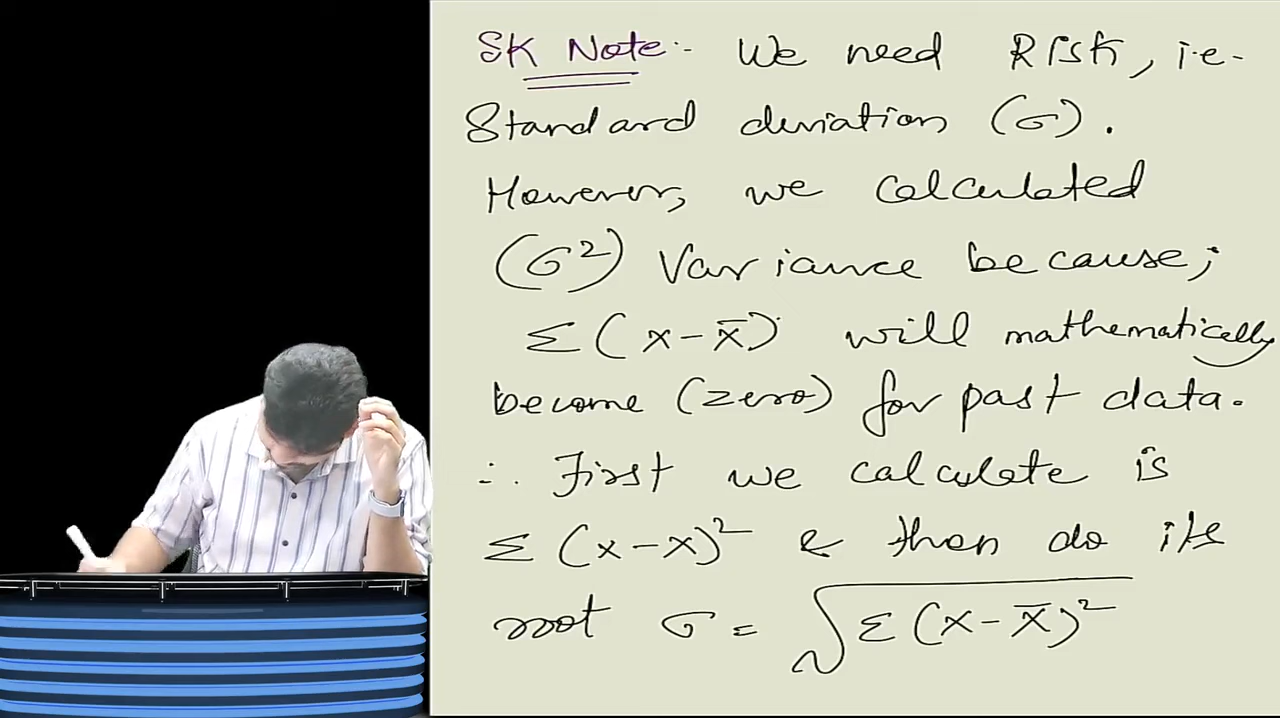 SK Note:- We need Risk, i.e.
Standard deviation (σ).
However, we calculated
(σ²) Variance because;
Σ(x-x̄) will mathematically
become (zero) for past data.
∴ First we calculate is
Σ(x-x)² & then do its
root σ = √Σ(x-x̄)²